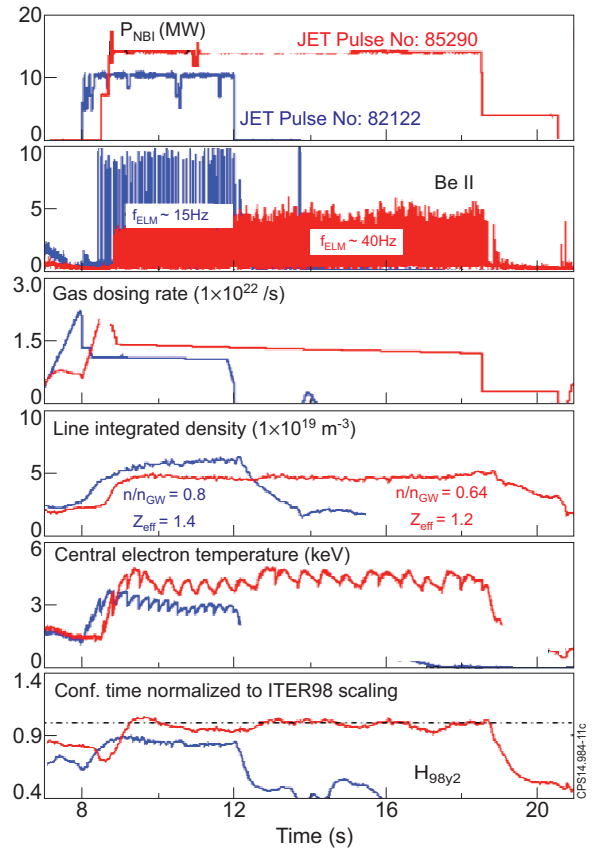 20
P_NBI (MW)
JET Pulse No: 85290
10
JET Pulse No: 82122
0
10
Be II
5
f_ELM ~ 15Hz
f_ELM ~ 40Hz
0
3.0
Gas dosing rate (1×10^22 /s)
1.5
0
10
Line integrated density (1×10^19 m^-3)
5
n/n_GW = 0.8
n/n_GW = 0.64
Z_eff = 1.4
Z_eff = 1.2
0
6
Central electron temperature (keV)
3
0
1.4
Conf. time normalized to ITER98 scaling
0.9
H_98y2
0.4
8
12
16
20
Time (s)
CPS14.984-11c